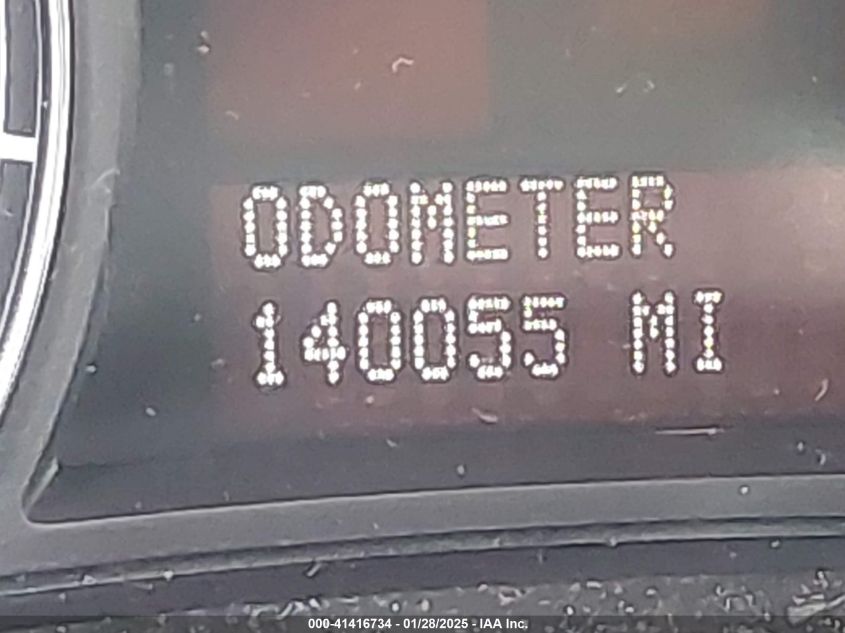 ODOMETER
140055 MI
000-41416734 - 01/28/2025 - IAA Inc.